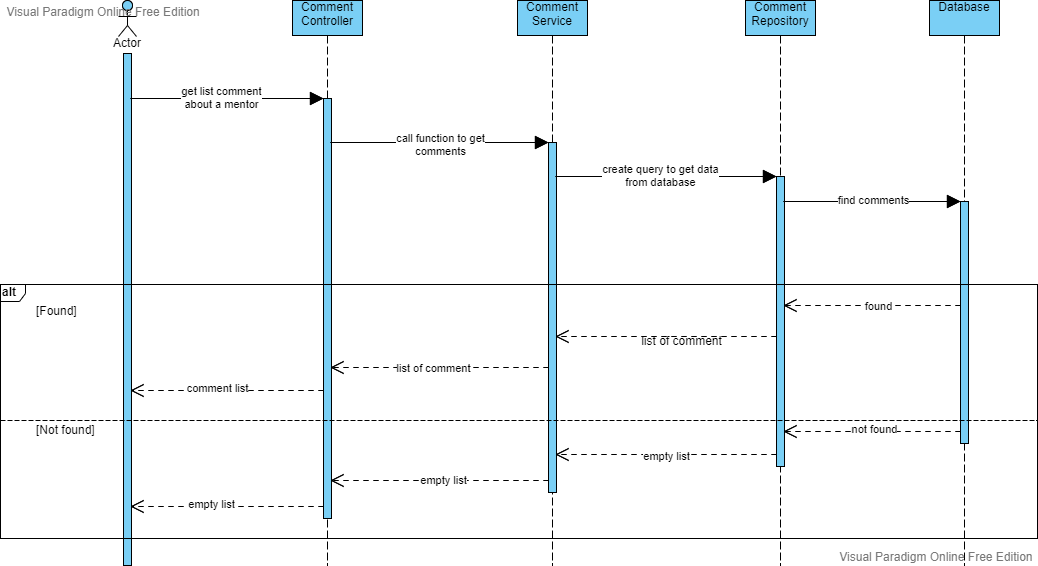 Visual Paradigm Online Free Edition
Comment
Controller
Comment
Service
Comment
Repository
Database
Actor
get list comment
about a mentor
call function to get
comments
create query to get data
from database
find comments
alt
[Found]
found
list of comment
list of comment
comment list
[Not found]
not found
empty list
empty list
empty list
Visual Paradigm Online Free Edition